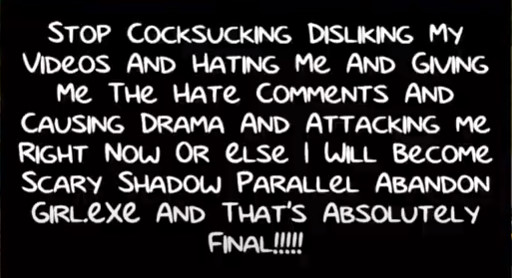 Stop Cocksucking Disliking My
Videos And Hating Me And Giving
Me The Hate Comments And
Causing Drama And Attacking me
Right Now Or else I Will Become
Scary Shadow Parallel Abandon
Girl.exe And That's Absolutely
Final!!!!!